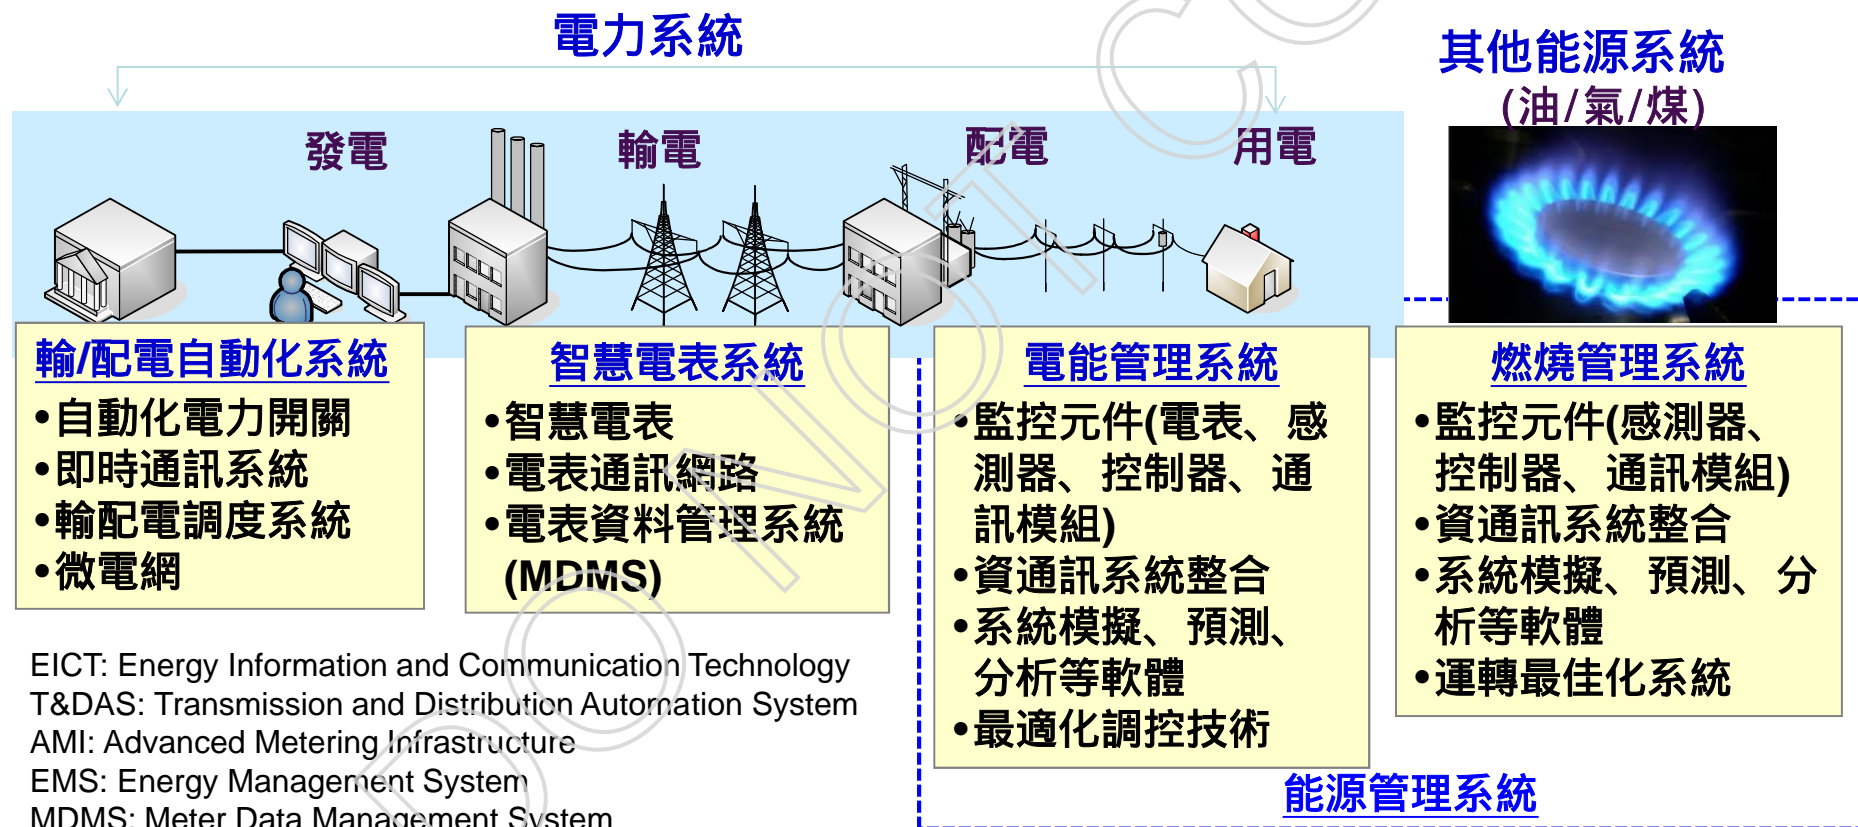 電力系統
其他能源系統
(油/氣/煤)
發電
輸電
配電
用電
輸/配電自動化系統
•自動化電力開關
•即時通訊系統
•輸配電調度系統
•微電網
智慧電表系統
•智慧電表
•電表通訊網路
•電表資料管理系統
(MDMS)
電能管理系統
•監控元件(電表、感
測器、控制器、通
訊模組)
•資通訊系統整合
•系統模擬、預測、
分析等軟體
•最適化調控技術
燃燒管理系統
•監控元件(感測器、
控制器、通訊模組)
•資通訊系統整合
•系統模擬、預測、分
析等軟體
•運轉最佳化系統
能源管理系統
EICT: Energy Information and Communication Technology
T&DAS: Transmission and Distribution Automation System
AMI: Advanced Metering Infrastructure
EMS: Energy Management System
MDMS: Meter Data Management System
DO NOT CO